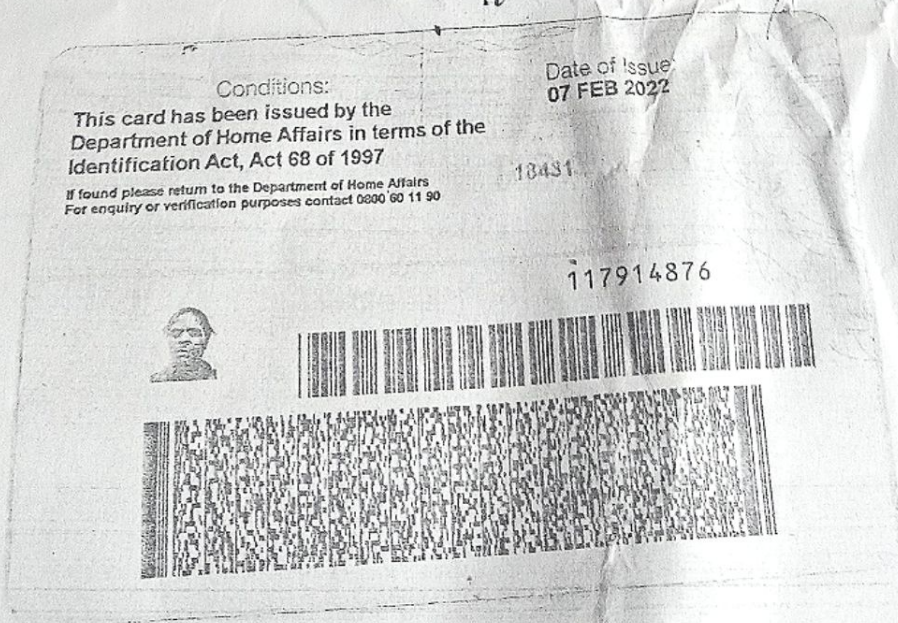 Conditions:
This card has been issued by the
Department of Home Affairs in terms of the
Identification Act, Act 68 of 1997
If found please return to the Department of Home Affairs
For enquiry or verification purposes contact 0800 60 11 90
Date of Issue:
07 FEB 2022
18431
117914876